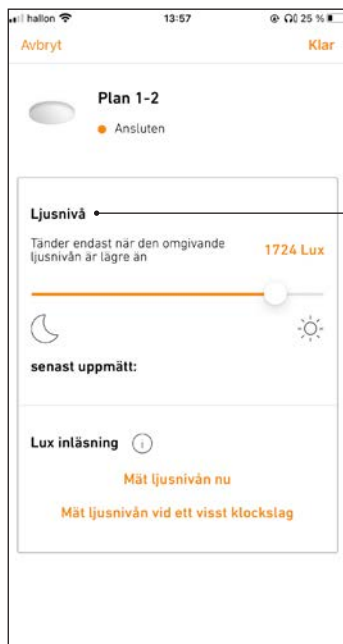 hallon 13:57 25 %
Avbryt Klar
Plan 1-2
Ansluten
Ljusnivå
Tänder endast när den omgivande
ljusnivån är lägre än
1724 Lux
senast uppmätt:
Lux inläsning i
Mät ljusnivån nu
Mät ljusnivån vid ett visst klockslag